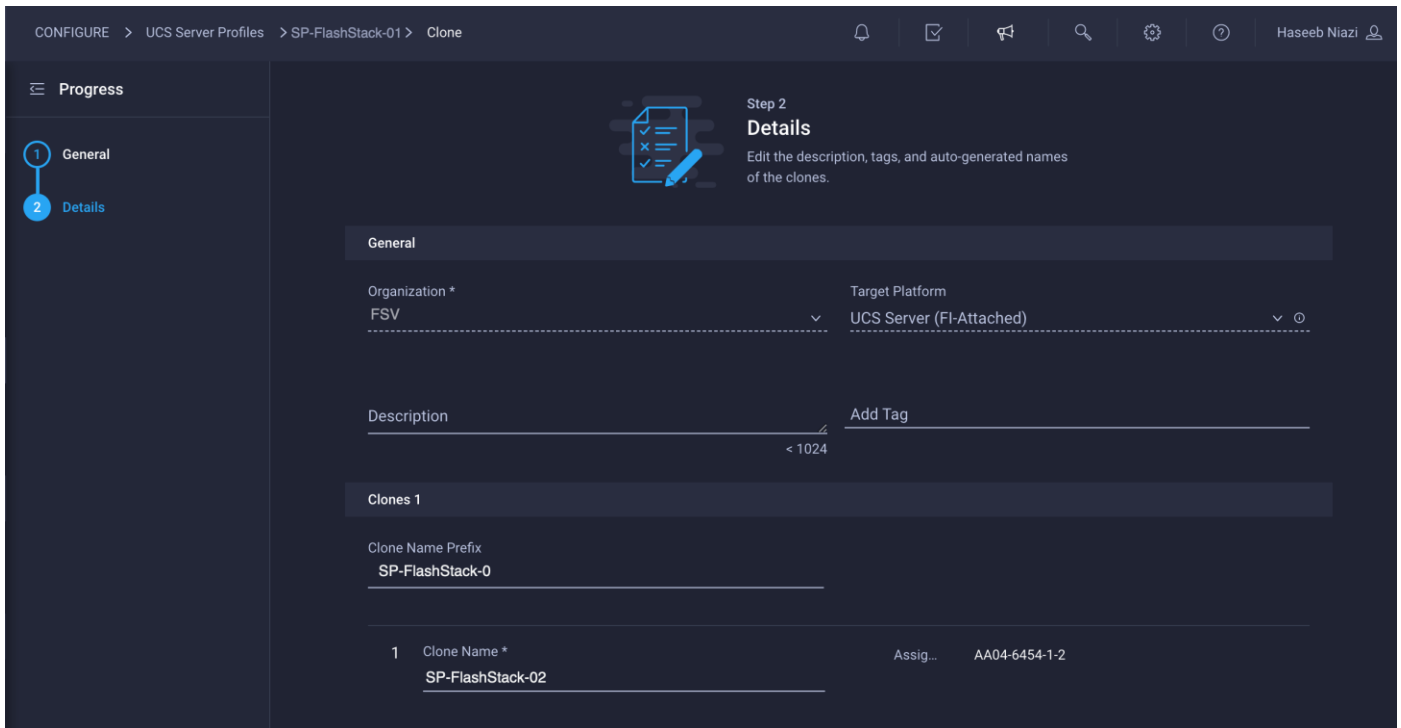 CONFIGURE > UCS Server Profiles > SP-FlashStack-01 > Clone
Haseeb Niazi
Progress
1 General
2 Details
Step 2
Details
Edit the description, tags, and auto-generated names
of the clones.
General
Organization *
FSV
Target Platform
UCS Server (FI-Attached)
Description
< 1024
Add Tag
Clones 1
Clone Name Prefix
SP-FlashStack-0
1 Clone Name *
SP-FlashStack-02
Assig... AA04-6454-1-2